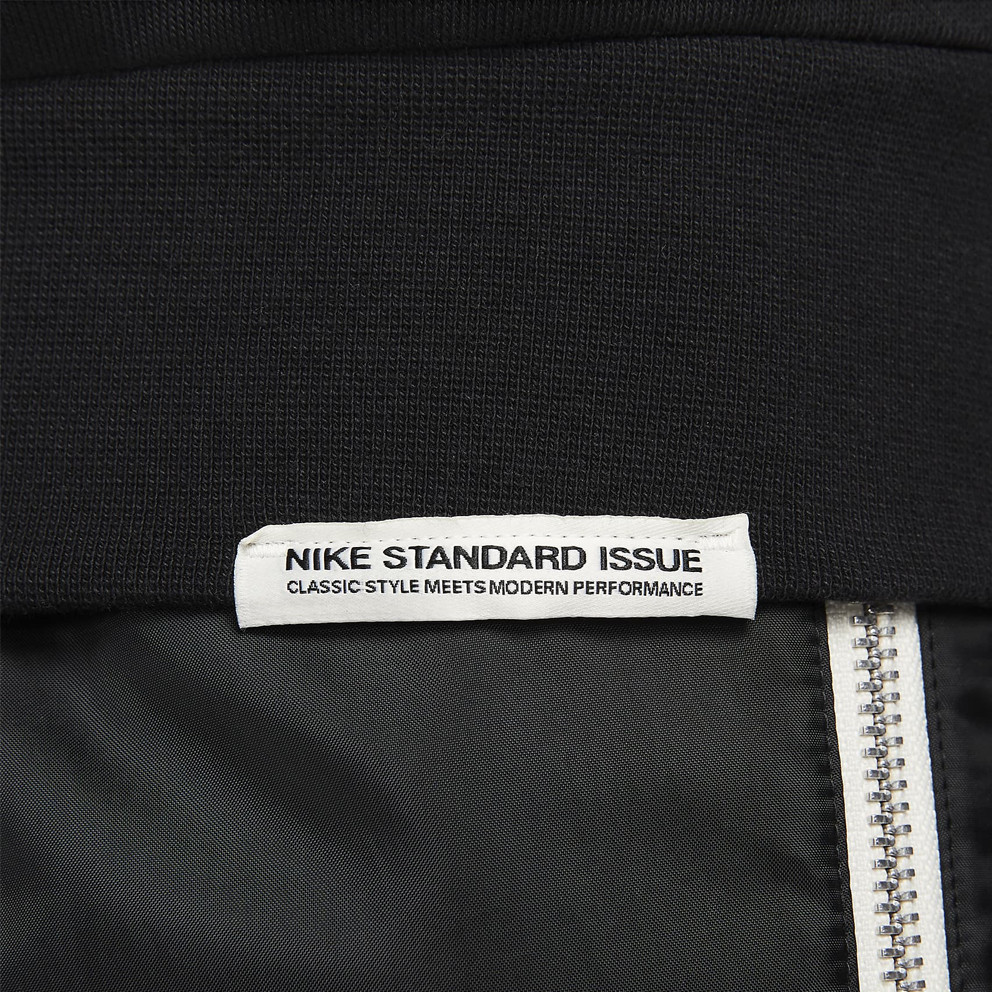 NIKE STANDARD ISSUE
CLASSIC STYLE MEETS MODERN PERFORMANCE